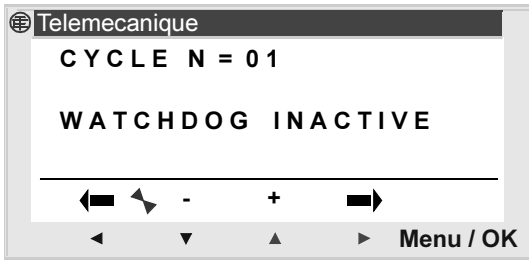 Telemecanique
CYCLE N = 01
WATCHDOG INACTIVE
- +
Menu / OK